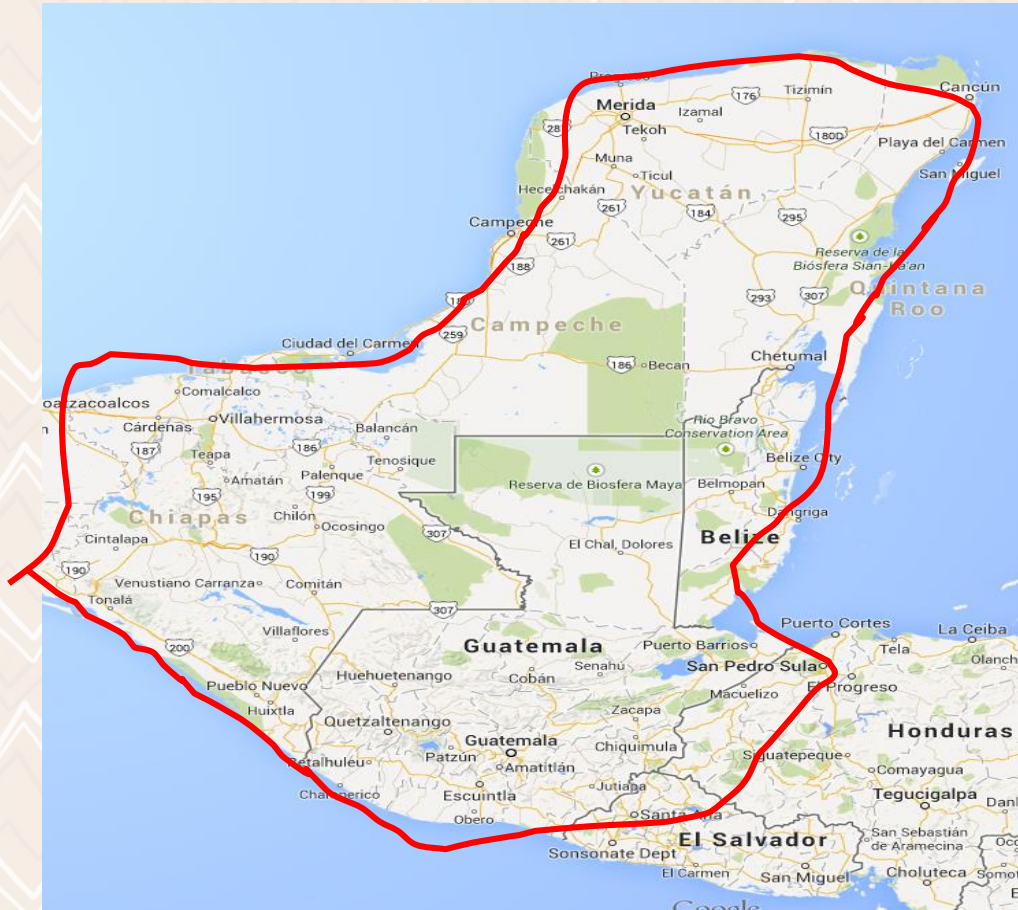 Cancún
Tizimín
176
Merida
Izamal
Tekoh
180D
Playa del Carmen
Muna
San Miguel
Ticul
Yucatán
261
184
295
Campeche
261
Reserva de la
Biósfera Sian-Ka'an
188
293
307
Quintana
Roo
Campeche
259
Ciudad del Carmen
Chetumal
186
Becan
Tabasco
Comalcalco
Villahermosa
Cárdenas
Balancán
Río Bravo
Conservation Area
187
186
Teapa
Tenosique
Belize City
Palenque
Reserva de Biosfera Maya
Amatán
Belmopan
195
199
Chiapas
Chilón
Ocosingo
Dangriga
307
Belize
Cintalapa
El Chal, Dolores
190
190
Venustiano Carranza
Comitán
Tonalá
307
Villaflores
Puerto Cortes
La Ceiba
200
Guatemala
Puerto Barrios
Tela
Senahú
San Pedro Sula
Huehuetenango
Cobán
Pueblo Nuevo
El Progreso
Macuelizo
Huixtla
Zacapa
Quetzaltenango
Honduras
Guatemala
Chiquimula
Patzún
Siguatepeque
Retalhuleu
Amatitlán
Comayagua
Jutiapa
Champerico
Escuintla
Tegucigalpa
Obero
Santa Ana
San Sebastián
de Aramecina
El Salvador
Sonsonate Dept
El Carmen
San Miguel
Choluteca
Google